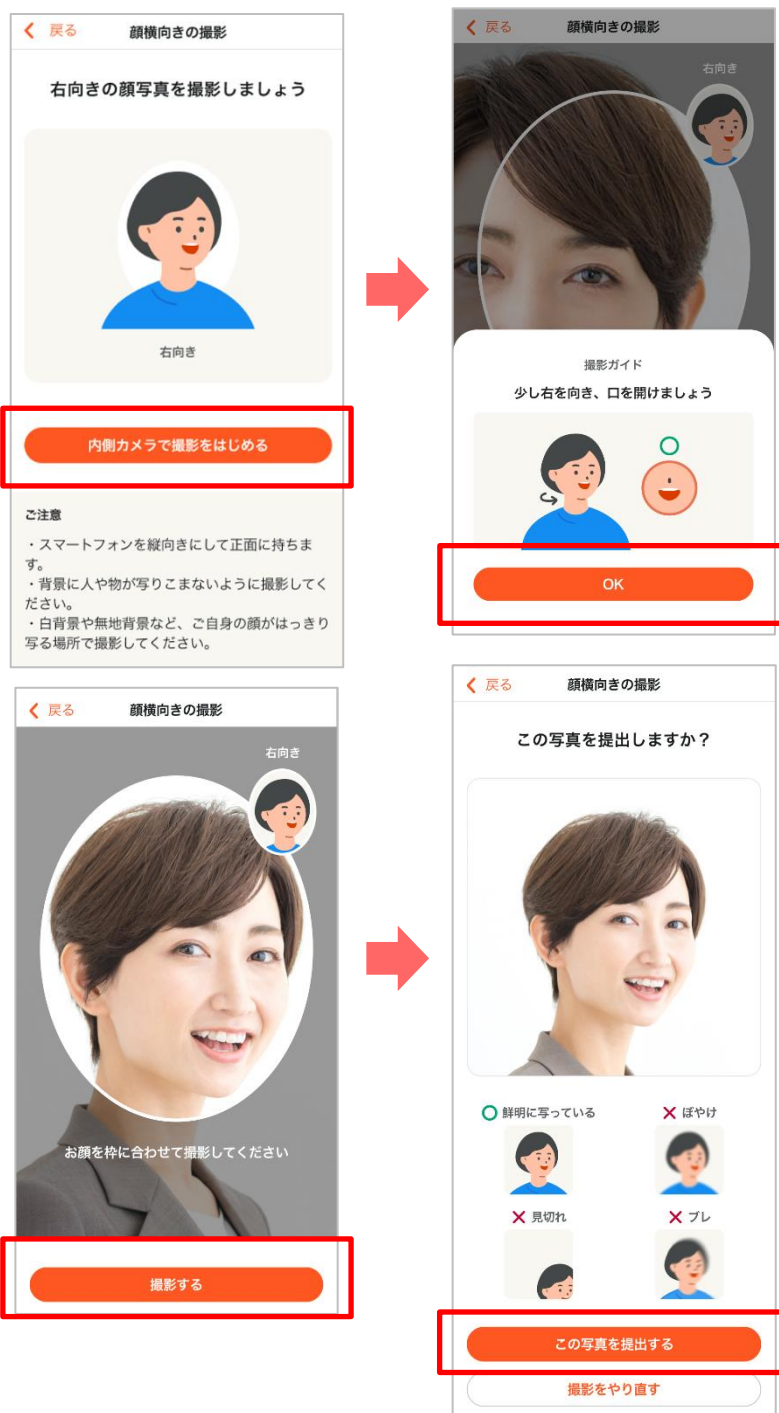 戻る 顔横向きの撮影
右向きの顔写真を撮影しましょう
右向き
内側カメラで撮影をはじめる
ご注意
・スマートフォンを縦向きにして正面に持ちま
す。
・背景に人や物が写りこまないように撮影してく
ださい。
・白背景や無地背景など、ご自身の顔がはっきり
写る場所で撮影してください。
戻る 顔横向きの撮影
右向き
撮影ガイド
少し右を向き、口を開けましょう
OK
戻る 顔横向きの撮影
右向き
お顔を枠に合わせて撮影してください
撮影する
戻る 顔横向きの撮影
この写真を提出しますか？
鮮明に写っている ぼやけ
見切れ ブレ
この写真を提出する
撮影をやり直す